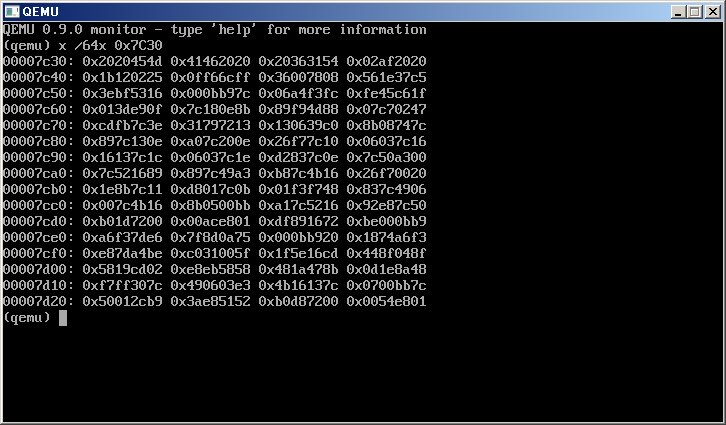 QEMU
QEMU 0.9.0 monitor - type 'help' for more information
(qemu) x /64x 0x7C30
00007c30: 0x2020454d 0x41462020 0x20363154 0x02af2020
00007c40: 0x1b120225 0x0ff66cff 0x36007808 0x561e37c5
00007c50: 0x3ebf5316 0x000bb97c 0x06a4f3fc 0xfe45c61f
00007c60: 0x013de90f 0x7c180e8b 0x89f94d88 0x07c70247
00007c70: 0xcdfb7c3e 0x31797213 0x130639c0 0x8b08747c
00007c80: 0x897c130e 0xa07c200e 0x26f77c10 0x06037c16
00007c90: 0x16137c1c 0x06037c1e 0xd2837c0e 0x7c50a300
00007ca0: 0x7c521689 0x897c49a3 0xb87c4b16 0x26f70020
00007cb0: 0x1e8b7c11 0xd8017c0b 0x01f3f748 0x837c4906
00007cc0: 0x007c4b16 0x8b0500bb 0xa17c5216 0x92e87c50
00007cd0: 0xb01d7200 0x00ace801 0xdf891672 0xbe000bb9
00007ce0: 0xa6f37de6 0x7f8d0a75 0x000bb920 0x1874a6f3
00007cf0: 0xe87da4be 0xc031005f 0x1f5e16cd 0x448f048f
00007d00: 0x5819cd02 0xe8eb5858 0x481a478b 0x0d1e8a48
00007d10: 0xf7ff307c 0x490603e3 0x4b16137c 0x0700bb7c
00007d20: 0x50012cb9 0x3ae85152 0xb0d87200 0x0054e801
(qemu)